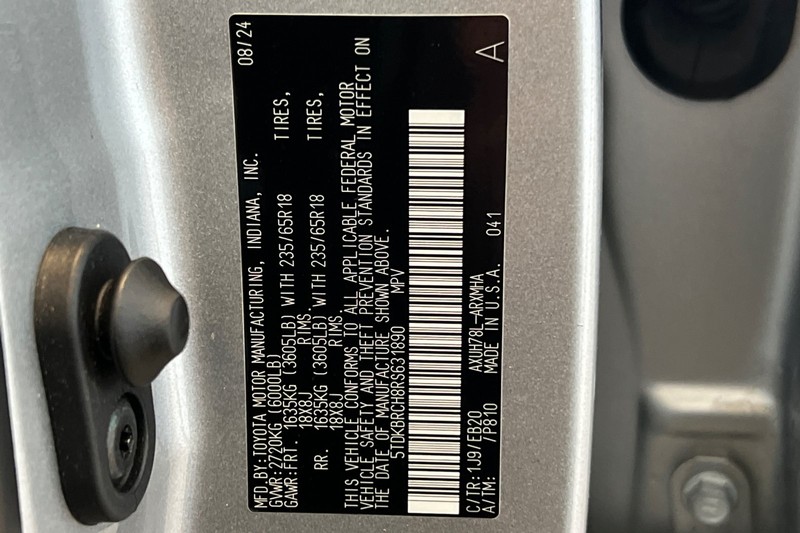 MFD.BY:TOYOTA MOTOR MANUFACTURING, INDIANA, INC. 08/24
GVWR:2720KG (6000LB)
GAWR:FRT. 1635KG (3605LB) WITH 235/65R18 TIRES,
18X8J RIMS.
RR. 1635KG (3605LB) WITH 235/65R18 TIRES,
18X8J RIMS.
THIS VEHICLE CONFORMS TO ALL APPLICABLE FEDERAL MOTOR
VEHICLE SAFETY AND THEFT PREVENTION STANDARDS IN EFFECT ON
THE DATE OF MANUFACTURE SHOWN ABOVE.
5TDKBRCH8RS631890 MPV
C/TR:1J9/EB20 AXUH78L-ARXMHA A
A/TM: /P810 MADE IN U.S.A. 041